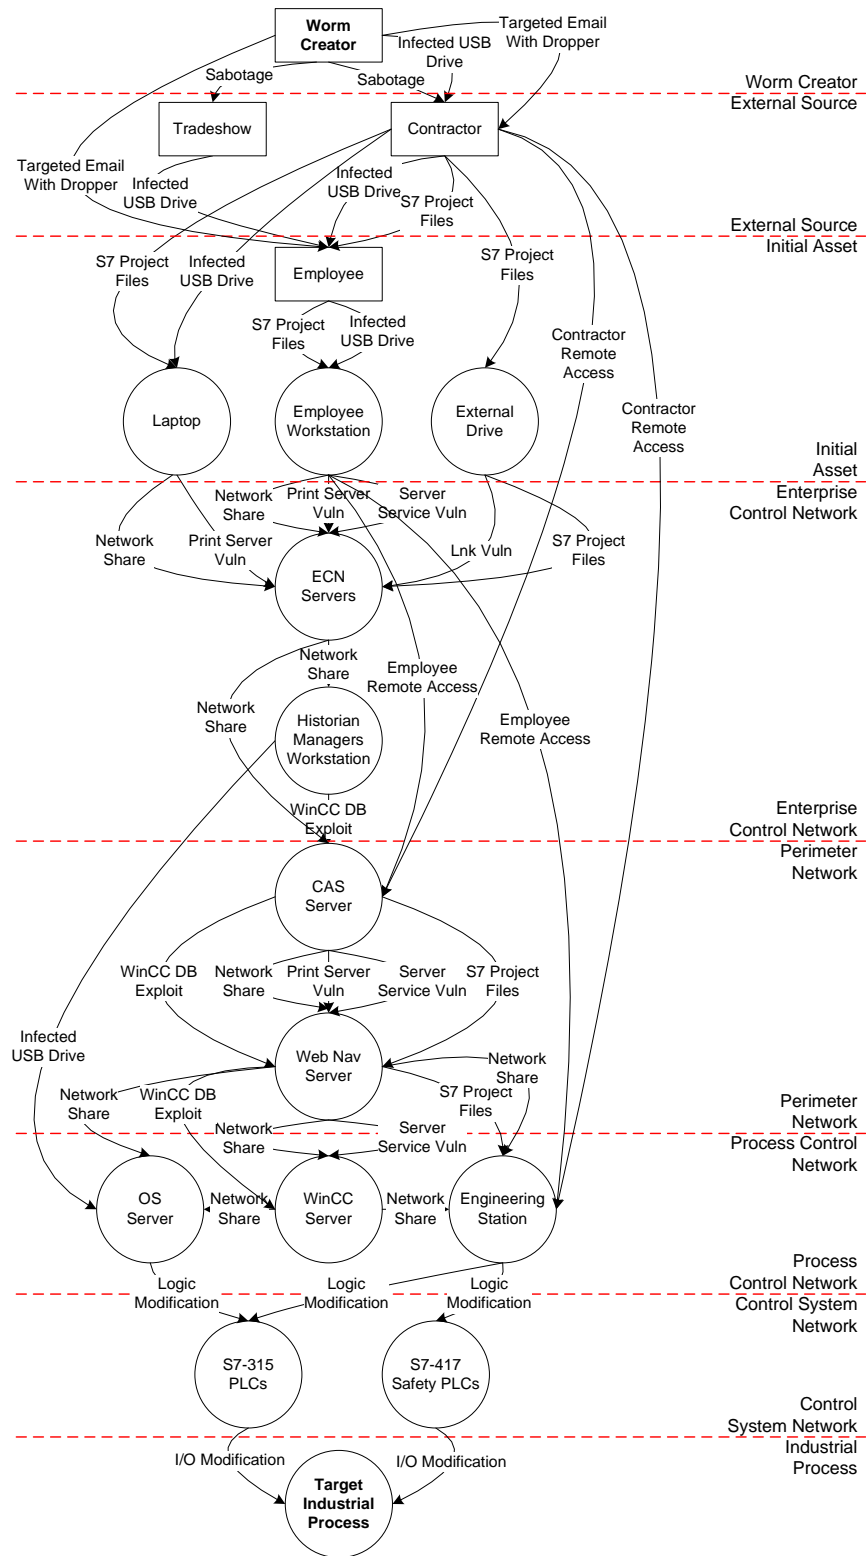 Worm
Creator
Targeted Email
With Dropper
Infected USB
Drive
Sabotage
Sabotage
Worm Creator
External Source
Tradeshow
Contractor
Targeted Email
With Dropper
Infected
USB Drive
Infected
USB Drive
S7 Project
Files
External Source
Initial Asset
S7 Project
Files
Infected
USB Drive
Employee
S7 Project
Files
S7 Project
Files
Infected
USB Drive
Contractor
Remote
Access
Contractor
Remote
Access
Laptop
Employee
Workstation
External
Drive
Initial
Asset
Enterprise
Control Network
Network
Share
Print Server
Vuln
Server
Service Vuln
Network
Share
Print Server
Vuln
Lnk Vuln
S7 Project
Files
ECN
Servers
Network
Share
Network
Share
Employee
Remote Access
Employee
Remote Access
Historian
Managers
Workstation
WinCC DB
Exploit
Enterprise
Control Network
Perimeter
Network
CAS
Server
WinCC DB
Exploit
Network
Share
Print Server
Vuln
Server
Service Vuln
S7 Project
Files
Infected
USB Drive
Web Nav
Server
Network
Share
Network
Share
WinCC DB
Exploit
S7 Project
Files
Network
Share
Server
Service Vuln
Perimeter
Network
Process Control
Network
OS
Server
Network
Share
WinCC
Server
Network
Share
Engineering
Station
Process
Control Network
Control System
Network
Logic
Modification
Logic
Modification
Logic
Modification
S7-315
PLCs
S7-417
Safety PLCs
Control
System Network
Industrial
Process
I/O Modification
I/O Modification
Target
Industrial
Process